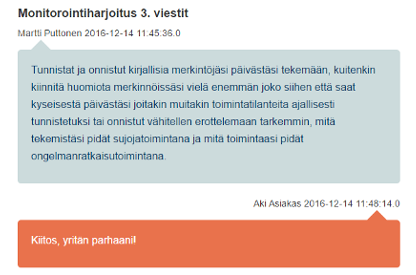 Monitorointiharjoitus 3. viestit
Martti Puttonen 2016-12-14 11:45:36.0
Tunnistat ja onnistut kirjallisia merkintöjäsi päivästäsi tekemään, kuitenkin
kiinnitä huomiota merkinnöissäsi vielä enemmän joko siihen että saat
kyseisestä päivästäsi joitakin muitakin toimintatilanteita ajallisesti
tunnistetuksi tai onnistut vähitellen erottelemaan tarkemmin, mitä
tekemistäsi pidät sujojatoimintana ja mitä toimintaasi pidät
ongelmanratkaisutoimintana.
Aki Asiakas 2016-12-14 11:48:14.0
Kiitos, yritän parhaani!